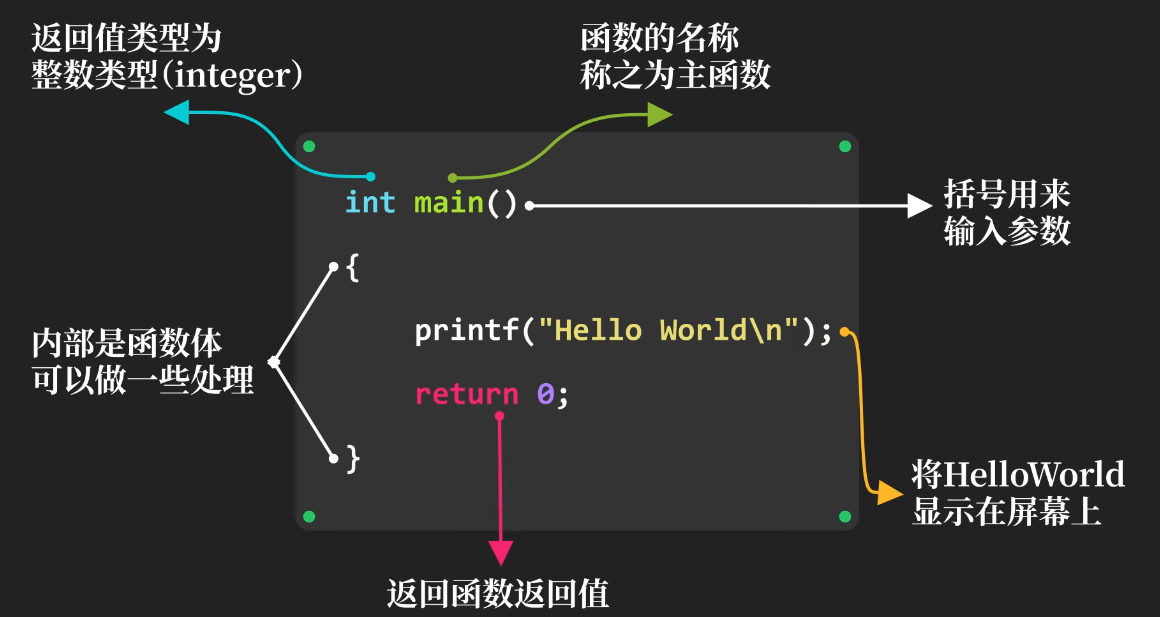 返回值类型为
整数类型(integer)
函数的名称
称之为主函数
int main()
括号用来
输入参数
{
printf("Hello World\n");
内部是函数体
可以做一些处理
return 0;
}
将HelloWorld
显示在屏幕上
返回函数返回值